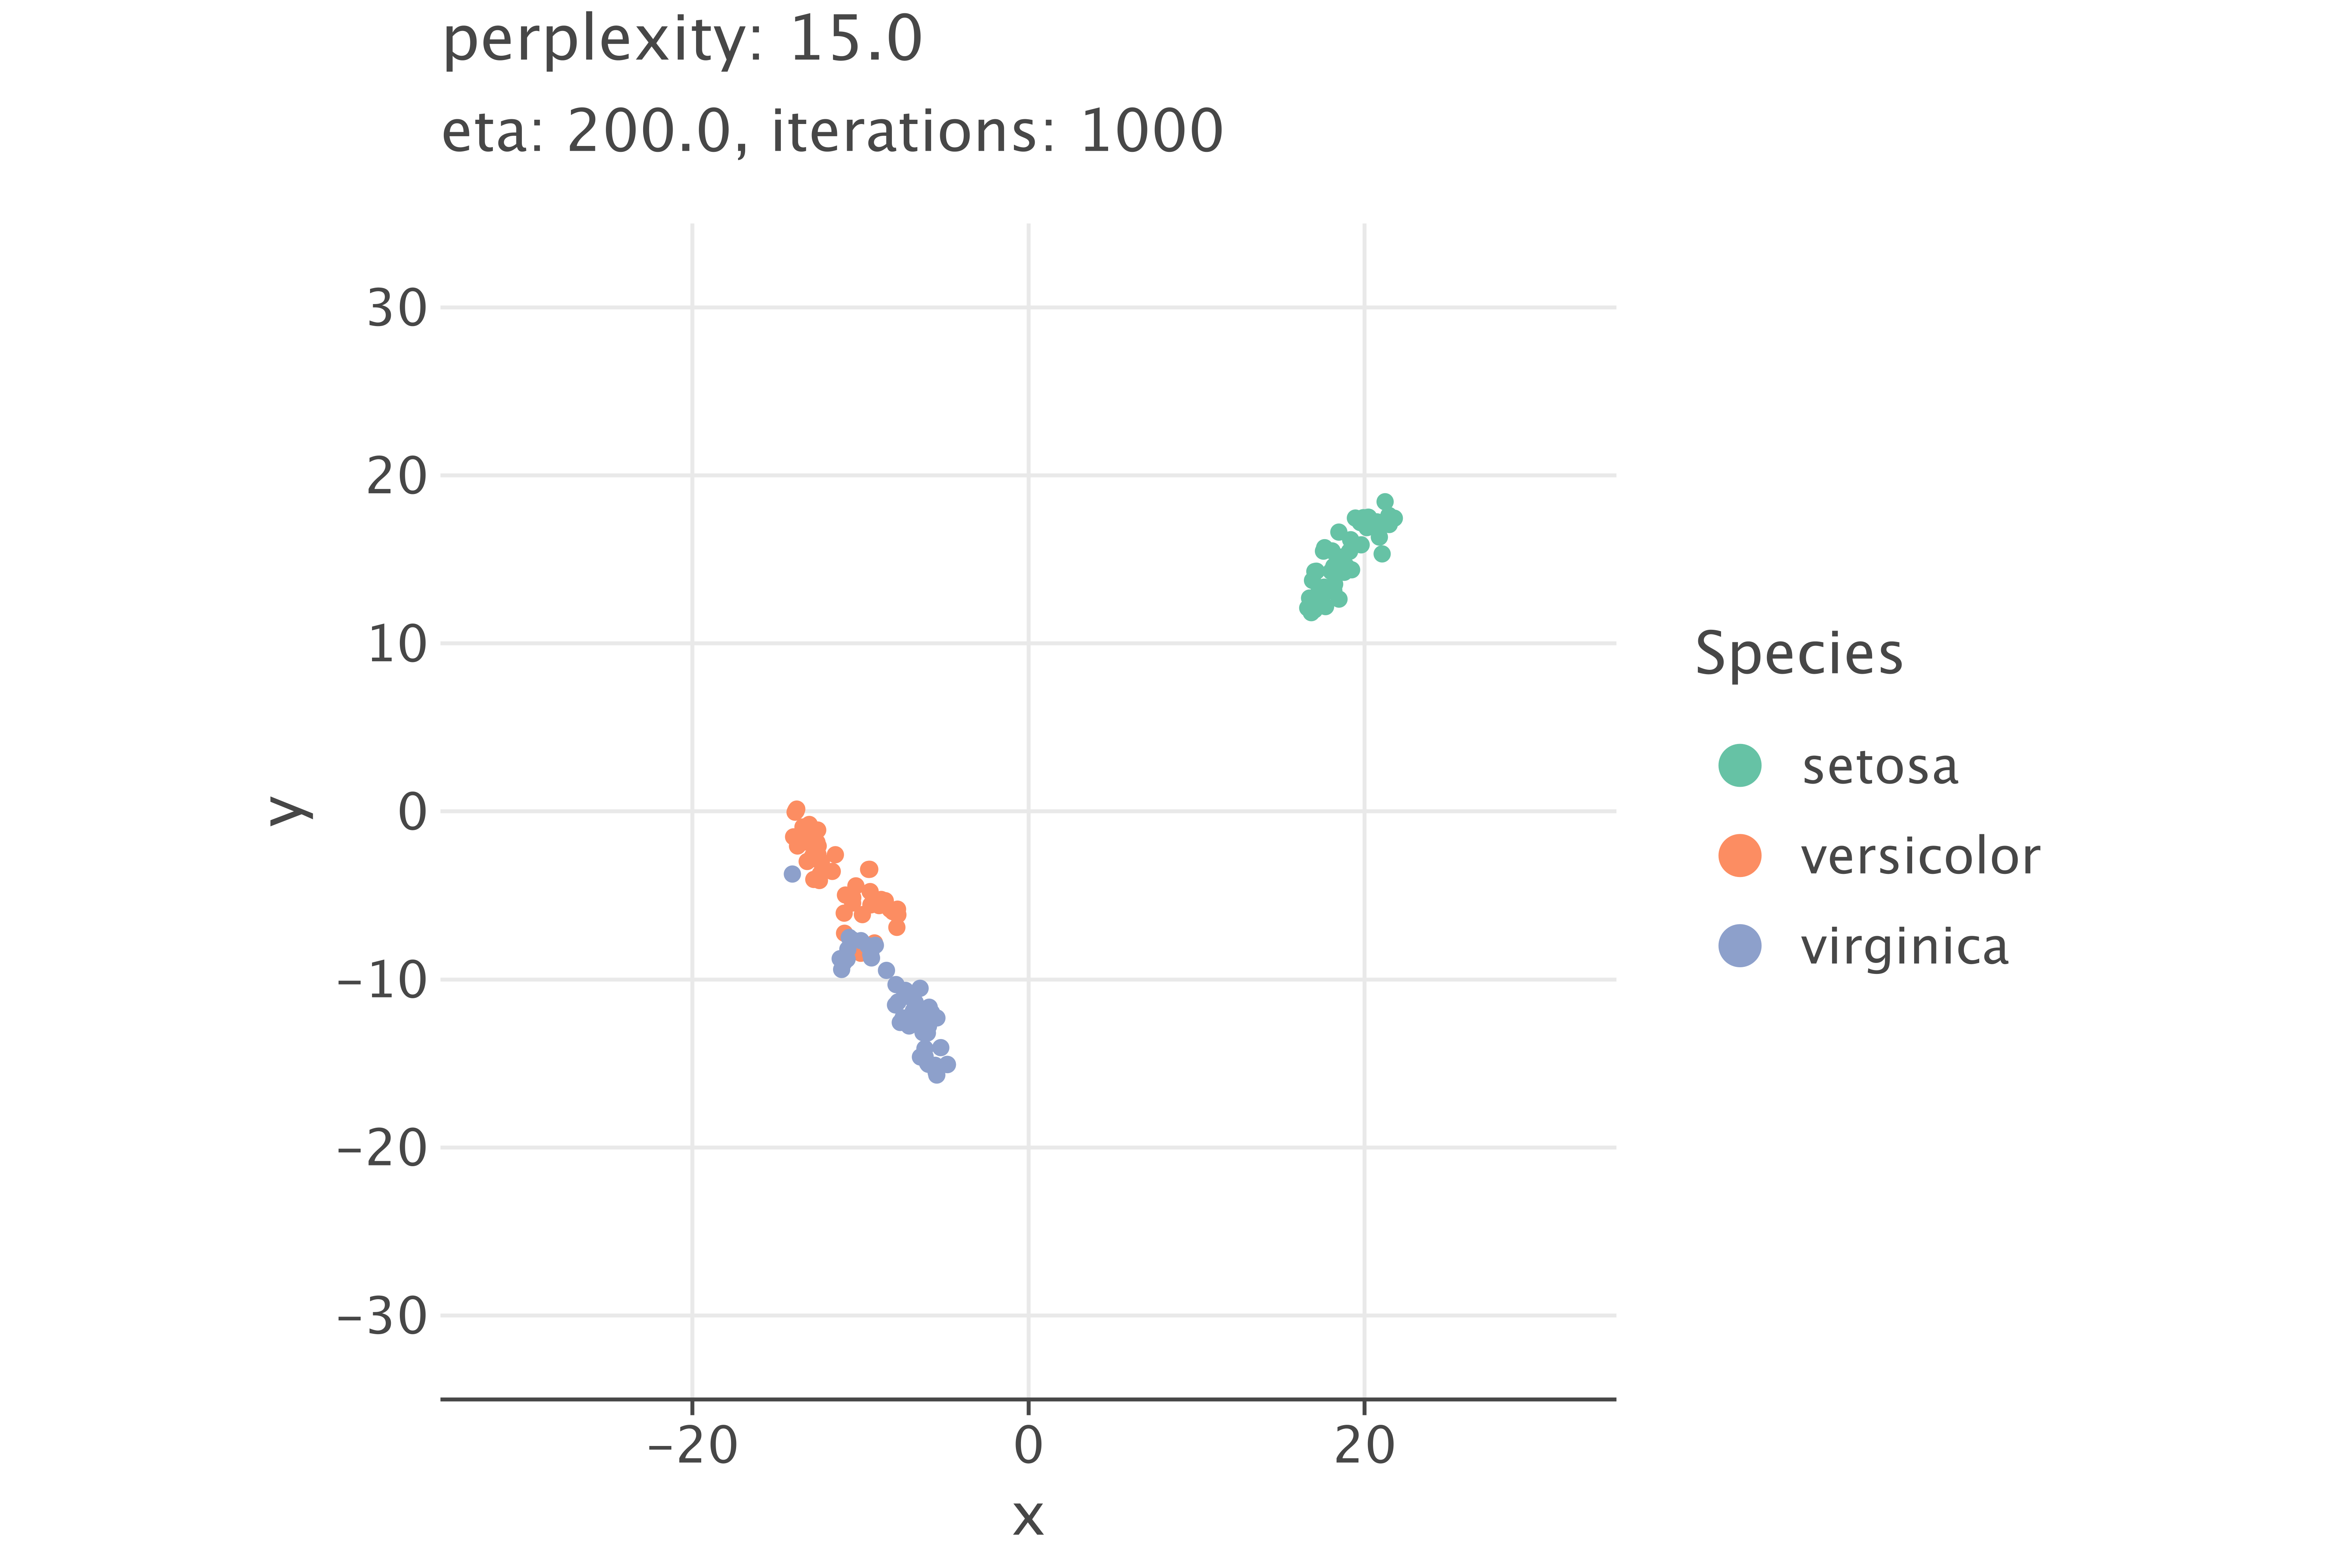 perplexity: 15.0
eta: 200.0, iterations: 1000
30
20
10
0
−10
−20
−30
y
−20 0 20
x
Species
setosa
versicolor
virginica